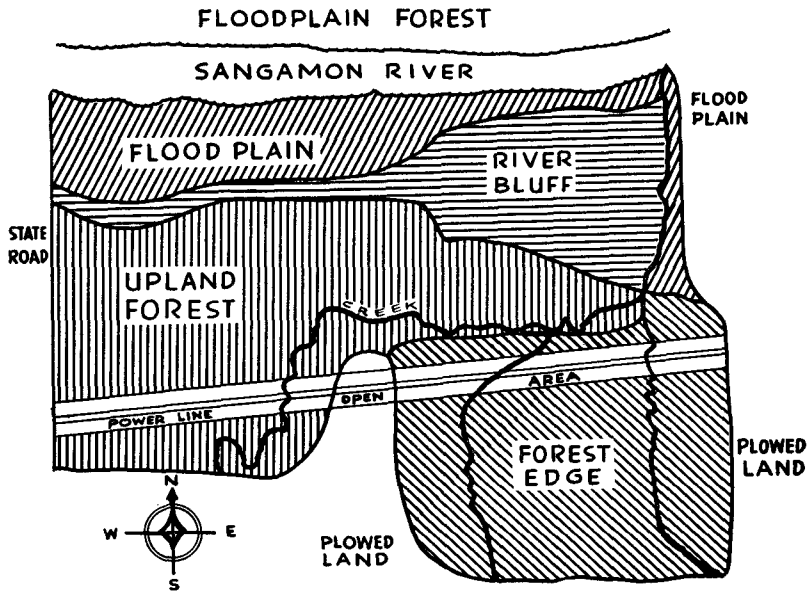 FLOODPLAIN FOREST
SANGAMON RIVER
FLOOD
PLAIN
FLOOD PLAIN
RIVER
BLUFF
STATE
ROAD
UPLAND
FOREST
CREEK
POWER LINE
OPEN
AREA
FOREST
EDGE
PLOWED
LAND
PLOWED
LAND
N
W
E
S